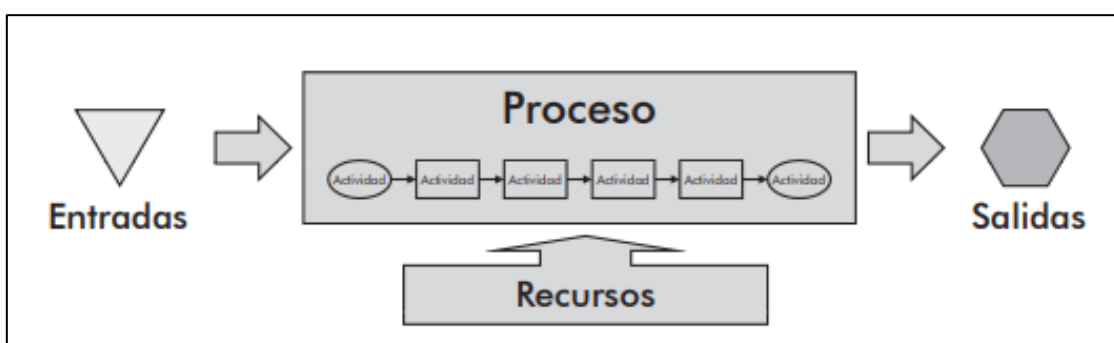 Proceso
Actividad Actividad Actividad Actividad Actividad Actividad
Entradas
Salidas
Recursos